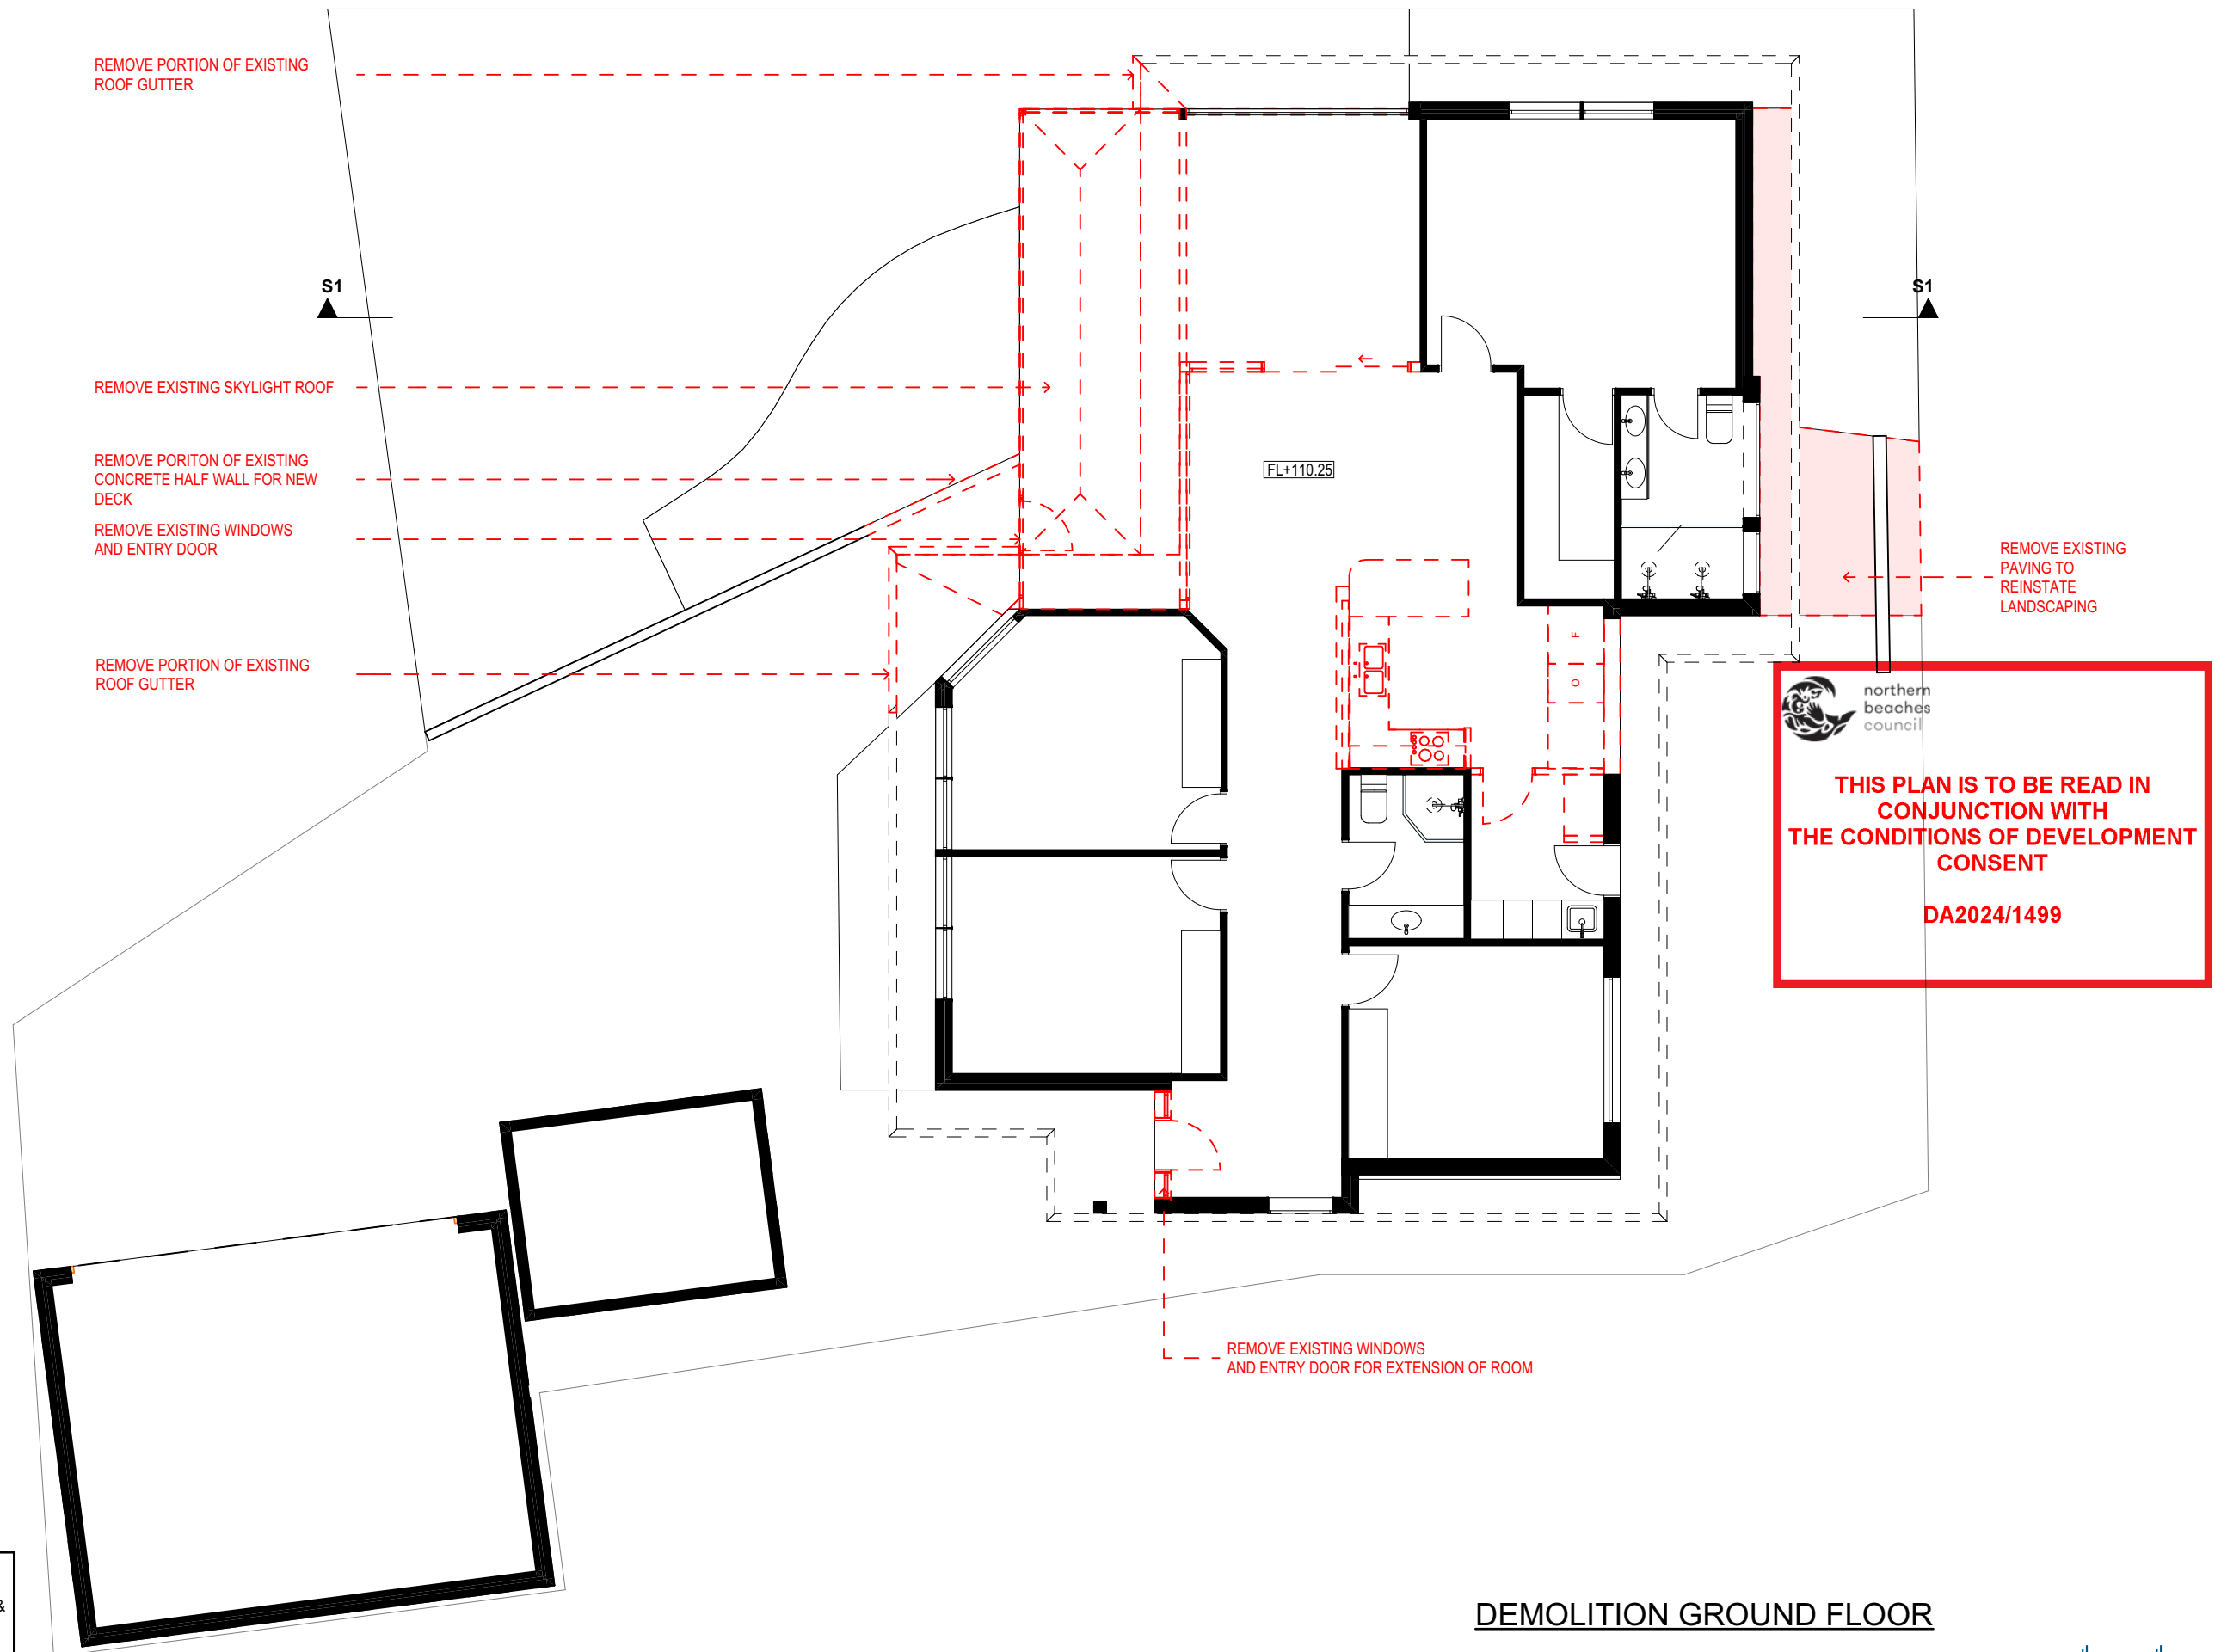 REMOVE PORTION OF EXISTING
ROOF GUTTER
S1
S1
REMOVE EXISTING SKYLIGHT ROOF
REMOVE PORITON OF EXISTING
CONCRETE HALF WALL FOR NEW
DECK
FL+110.25
REMOVE EXISTING WINDOWS
AND ENTRY DOOR
REMOVE EXISTING
PAVING TO
REINSTATE
LANDSCAPING
F
O
REMOVE PORTION OF EXISTING
ROOF GUTTER
northern
beaches
council
THIS PLAN IS TO BE READ IN
CONJUNCTION WITH
THE CONDITIONS OF DEVELOPMENT
CONSENT
DA2024/1499
REMOVE EXISTING WINDOWS
AND ENTRY DOOR FOR EXTENSION OF ROOM
&
DEMOLITION GROUND FLOOR